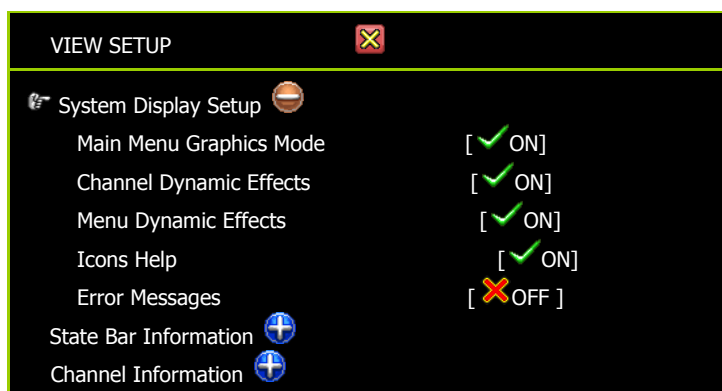 VIEW SETUP
System Display Setup
Main Menu Graphics Mode [ ON]
Channel Dynamic Effects [ ON]
Menu Dynamic Effects [ ON]
Icons Help [ ON]
Error Messages [ OFF ]
State Bar Information
Channel Information